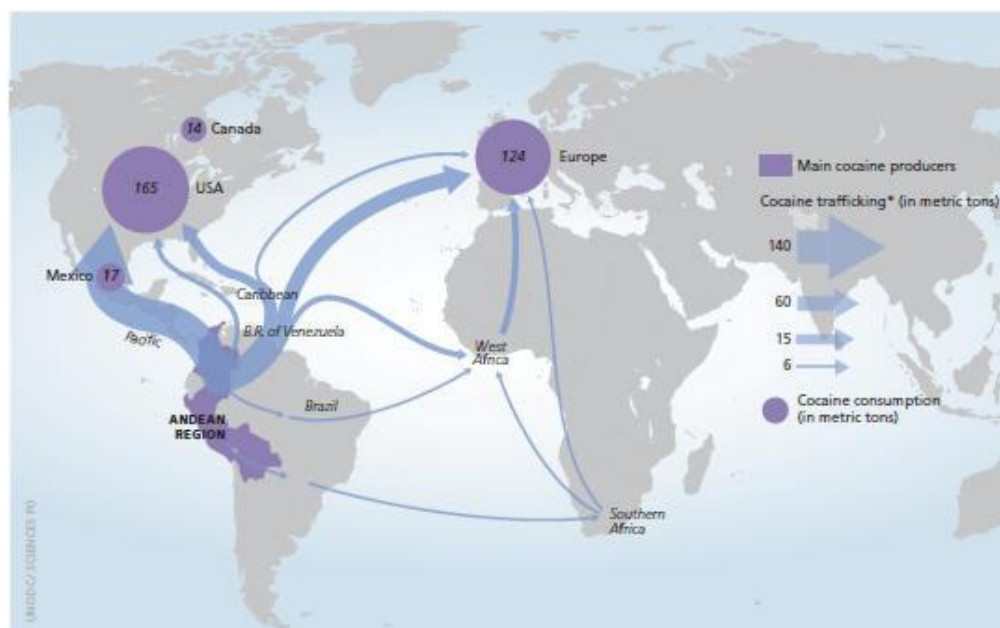 14 Canada
165 USA
124 Europe
Main cocaine producers
Cocaine trafficking* (in metric tons)
140
Mexico 17
60
Caribbean
Pacific
B.R. of Venezuela
15
West
Africa
6
Brazil
Cocaine consumption
(in metric tons)
ANDEAN
REGION
Southern
Africa
UNODC/ SCIENCES PO